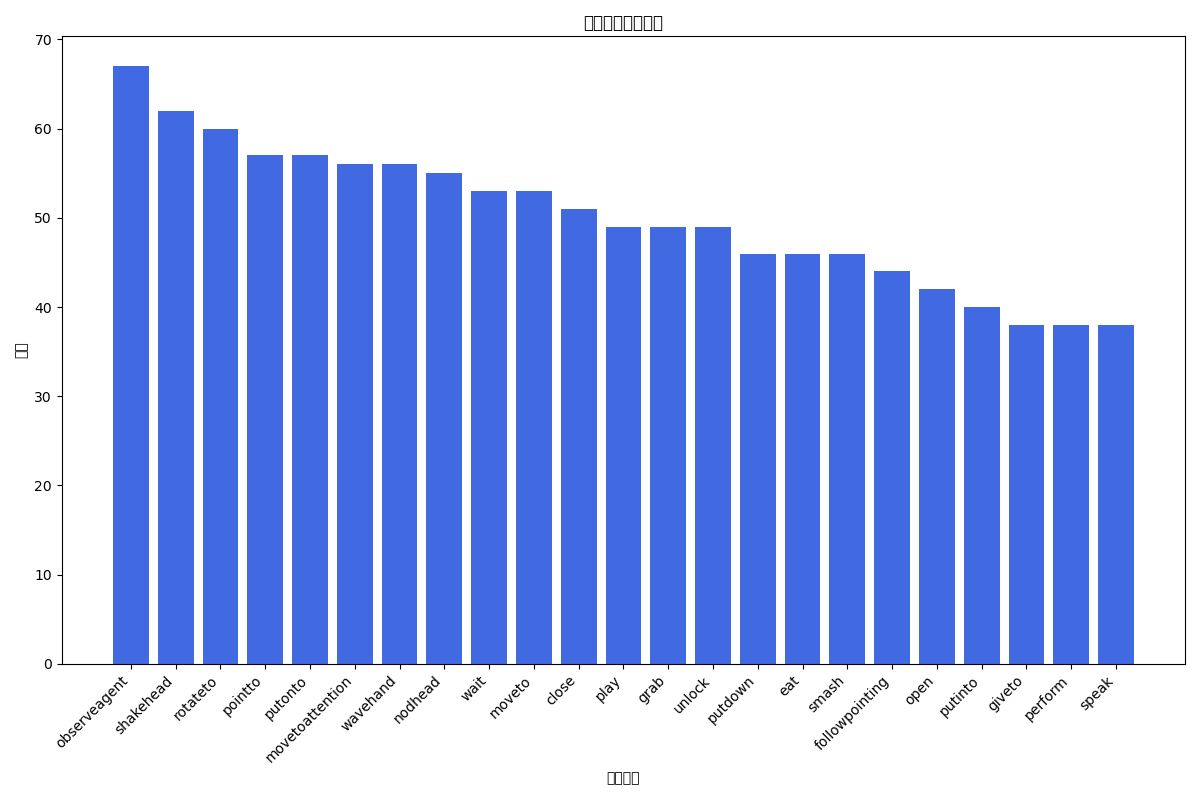 70
60
50
40
30
20
10
0
observeagent
shakehead
rotateto
pointto
putonto
movetoattention
wavehand
nodhead
wait
moveto
close
play
grab
unlock
putdown
eat
smash
followpointing
open
putinto
giveto
perform
speak